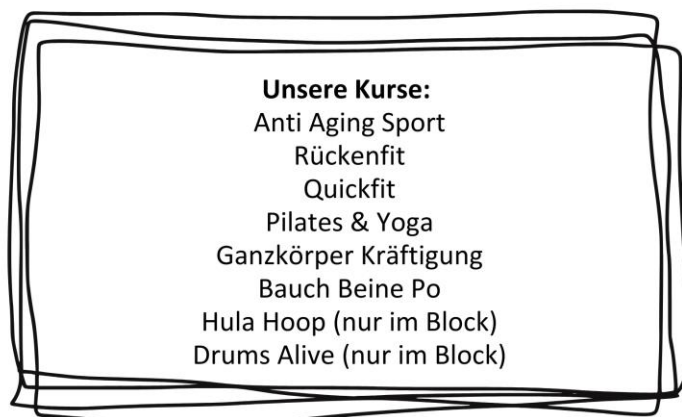 Unsere Kurse:
Anti Aging Sport
Rückenfit
Quickfit
Pilates & Yoga
Ganzkörper Kräftigung
Bauch Beine Po
Hula Hoop (nur im Block)
Drums Alive (nur im Block)